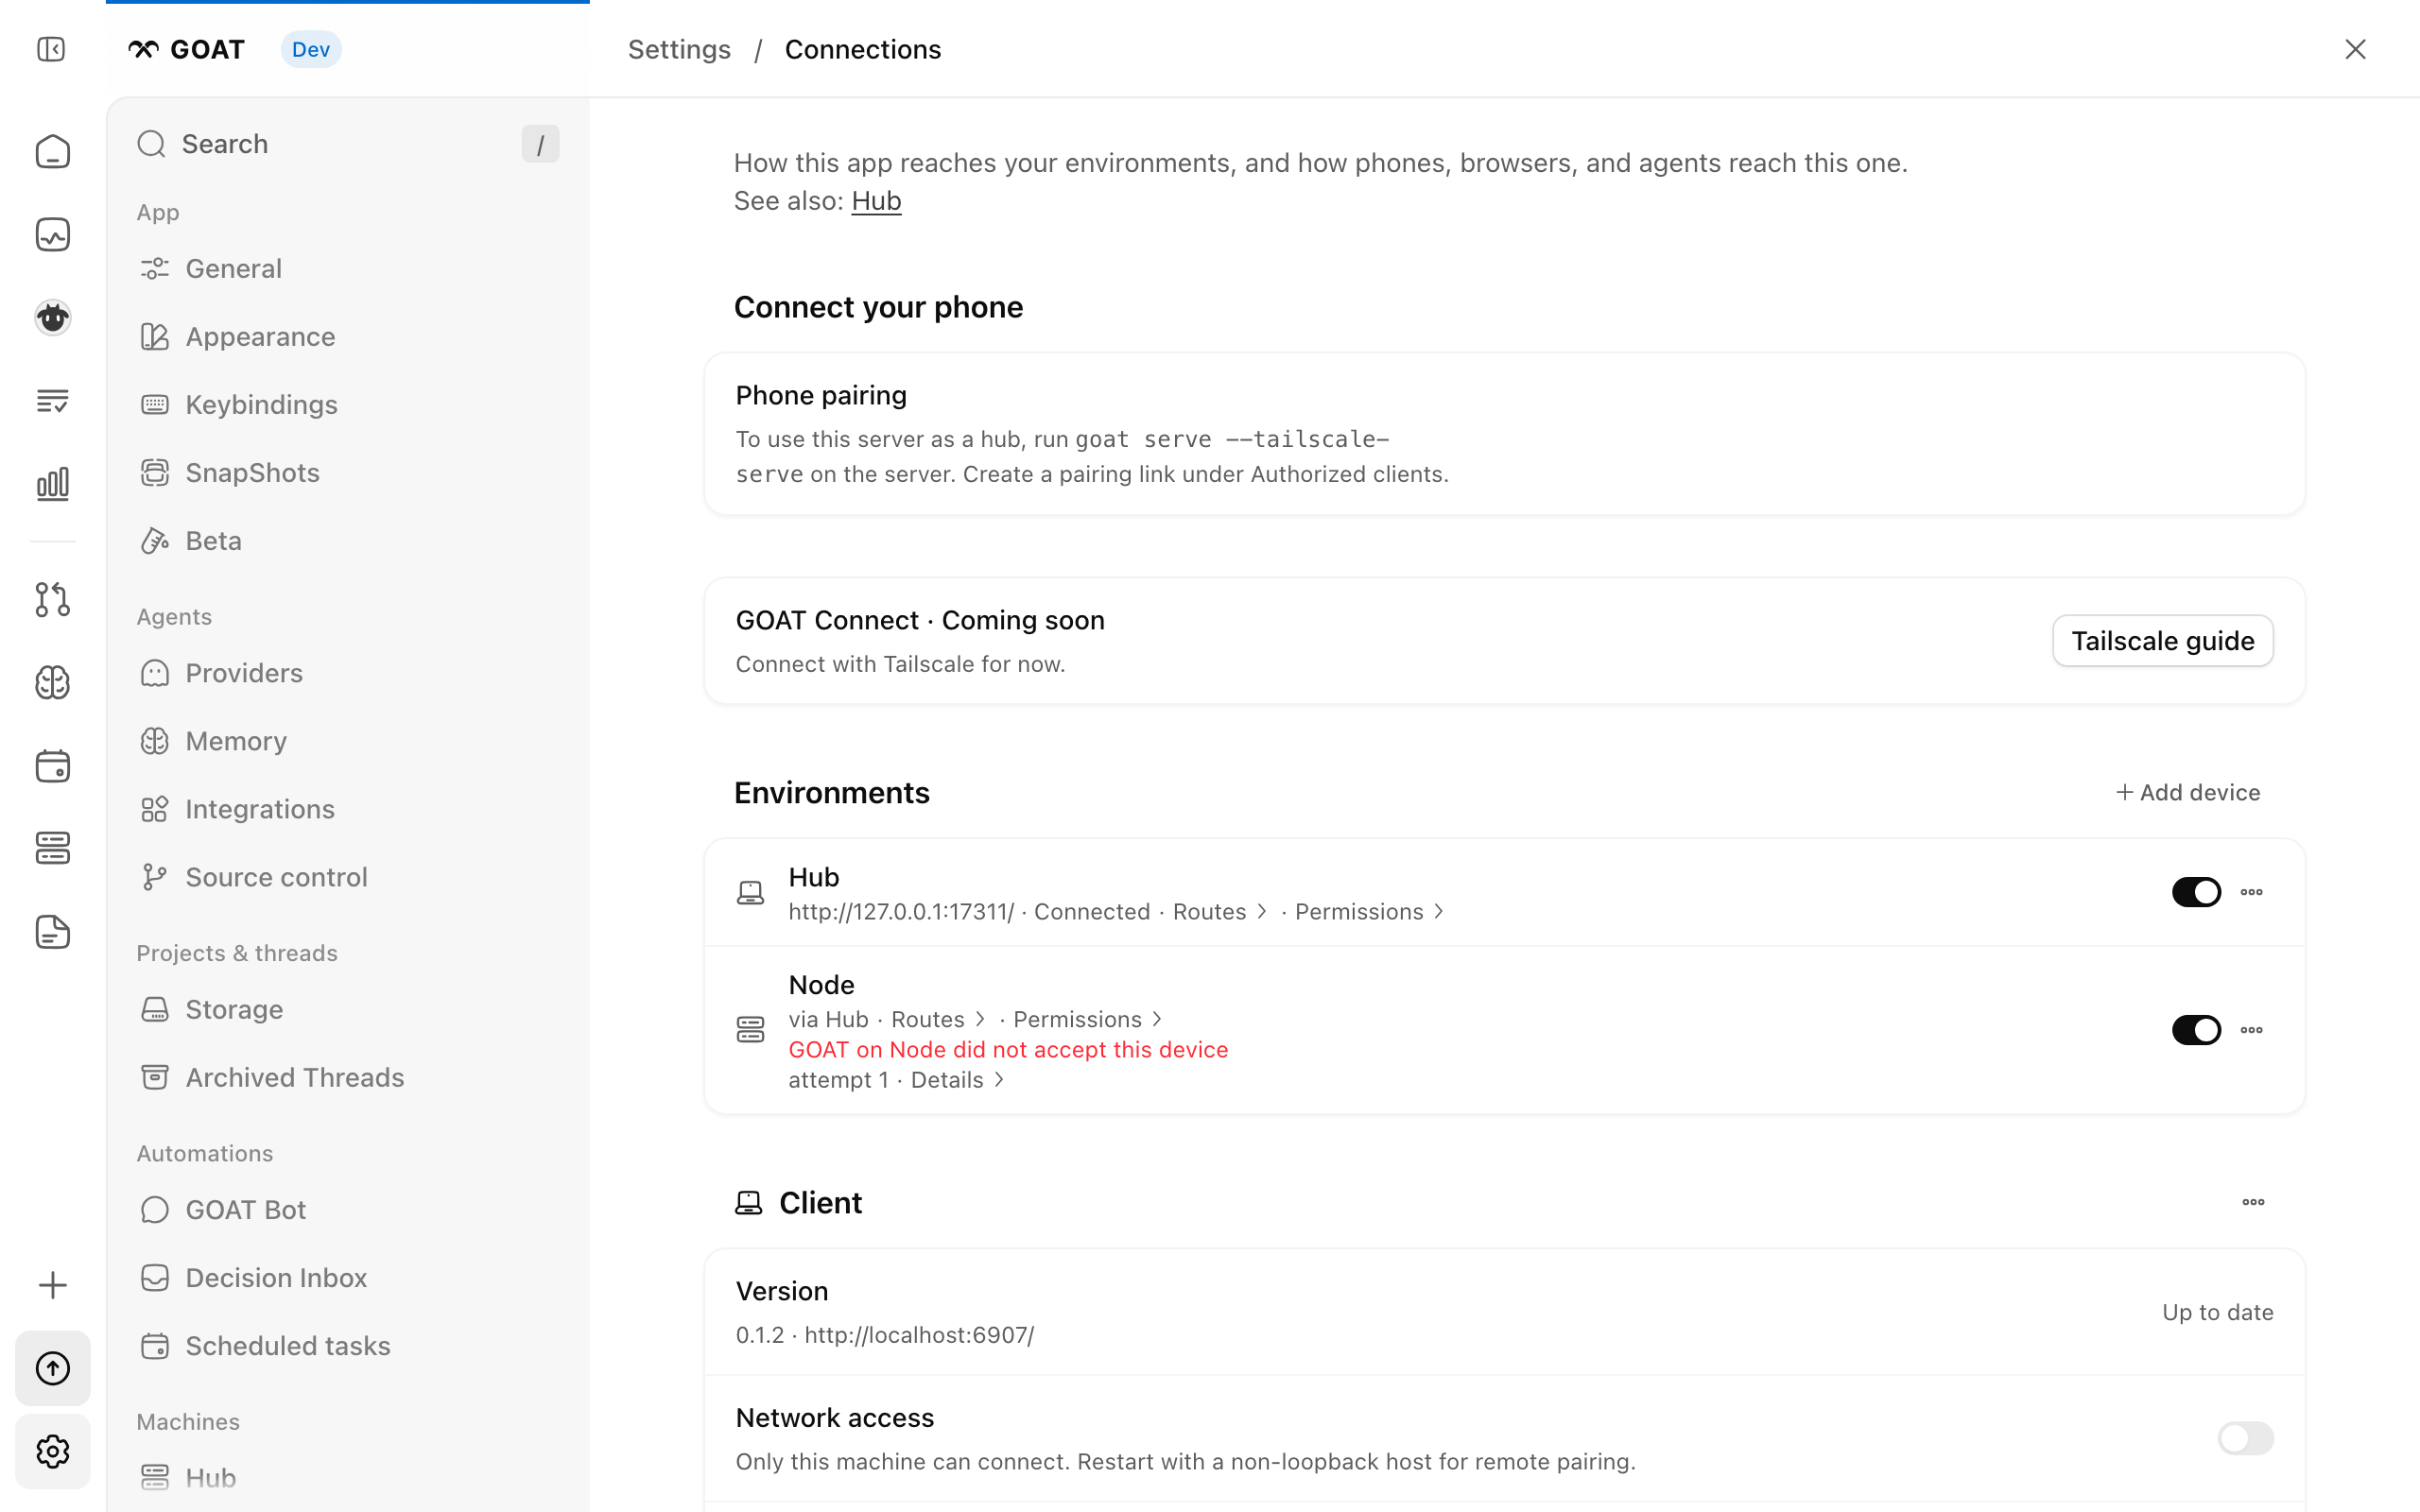 GOAT Dev
Settings / Connections
Search /
App
General
Appearance
Keybindings
SnapShots
Beta
Agents
Providers
Memory
Integrations
Source control
Projects & threads
Storage
Archived Threads
Automations
GOAT Bot
Decision Inbox
Scheduled tasks
Machines
Hub
How this app reaches your environments, and how phones, browsers, and agents reach this one.
See also: Hub
Connect your phone
Phone pairing
To use this server as a hub, run goat serve --tailscale-
serve on the server. Create a pairing link under Authorized clients.
GOAT Connect · Coming soon
Connect with Tailscale for now.
Tailscale guide
Environments
+ Add device
Hub
http://127.0.0.1:17311/ · Connected · Routes > · Permissions >
Node
via Hub · Routes > · Permissions >
GOAT on Node did not accept this device
attempt 1 · Details >
Client
Version
0.1.2 · http://localhost:6907/
Up to date
Network access
Only this machine can connect. Restart with a non-loopback host for remote pairing.